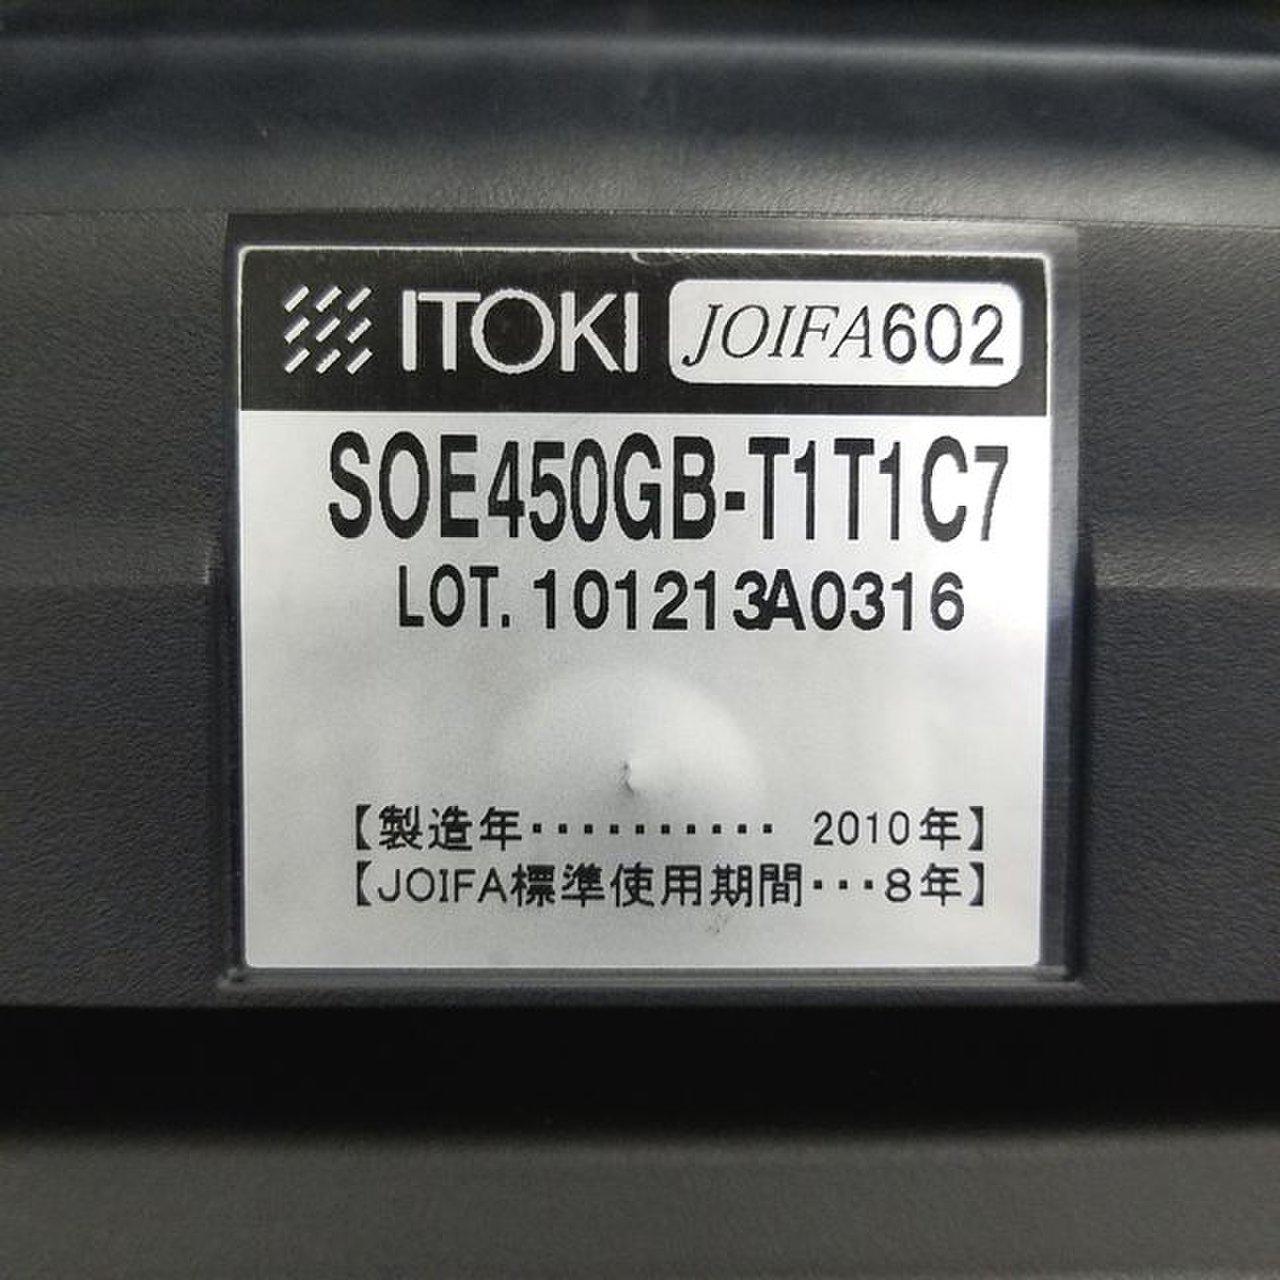 ITOKI JOIFA602
SOE450GB-T1T1C7
LOT. 101213A0316
【製造年・・・・・・・・・・ 2010年】
【JOIFA標準使用期間・・・8年】